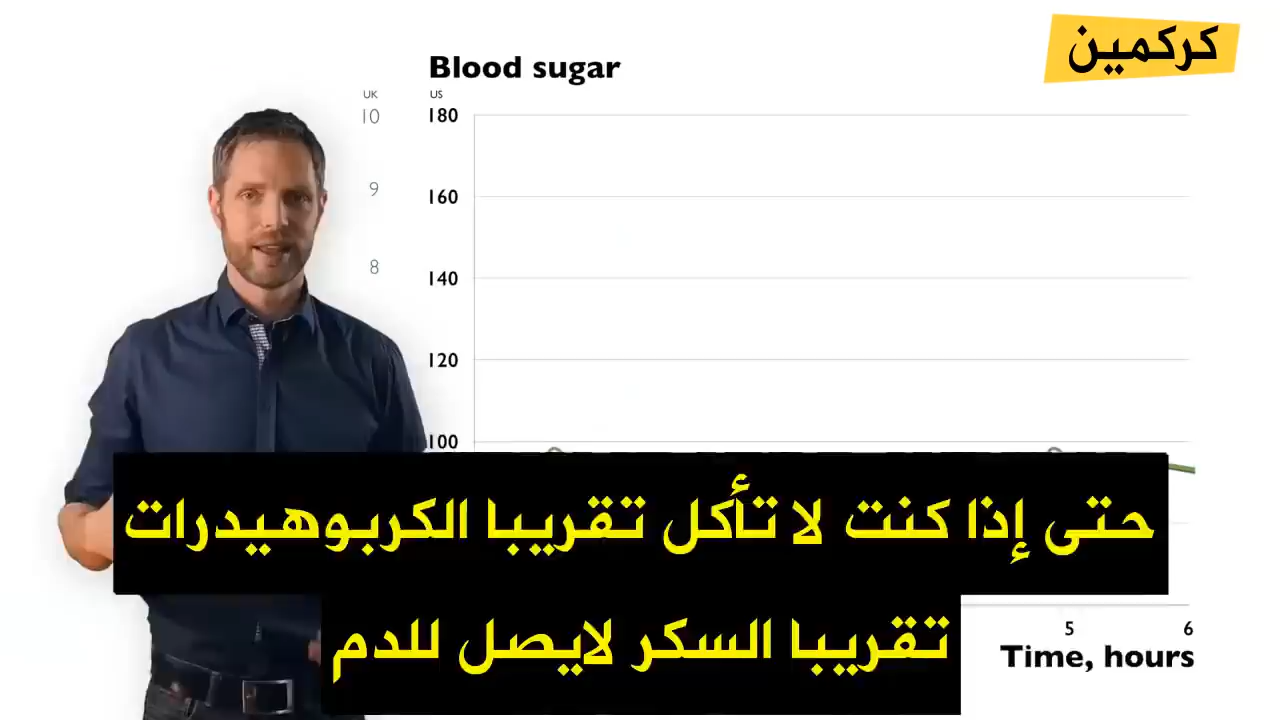 كركمين
Blood sugar
UK US
10 180
9 160
8 140
120
100
حتى إذا كنت لا تأكل تقريبا الكربوهيدرات
تقريبا السكر لايصل للدم
5 6
Time, hours